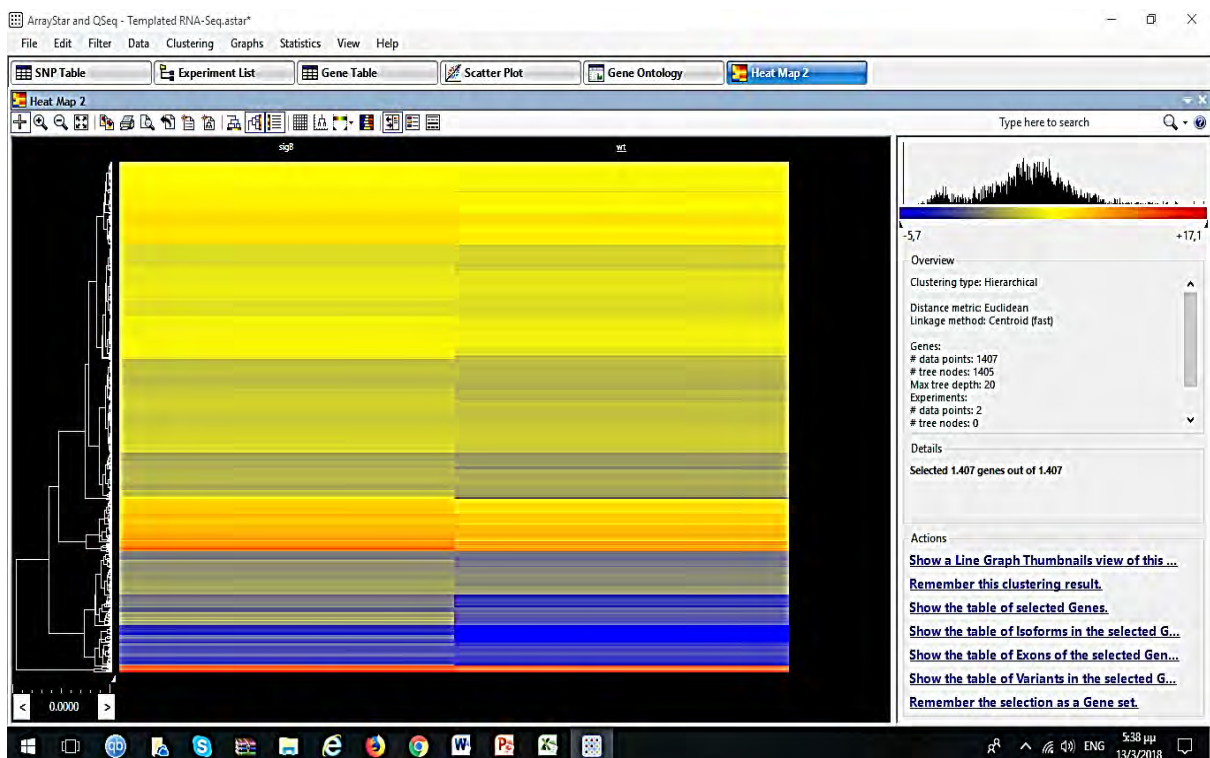 ArrayStar and QSeq - Templated RNA-Seq.astar*
File Edit Filter Data Clustering Graphs Statistics View Help
SNP Table Experiment List Gene Table Scatter Plot Gene Ontology Heat Map 2
Heat Map 2
Type here to search
sigB wt
-5,7 +17,1
Overview
Clustering type: Hierarchical
Distance metric: Euclidean
Linkage method: Centroid (fast)
Genes:
# data points: 1407
# tree nodes: 1405
Max tree depth: 20
Experiments:
# data points: 2
# tree nodes: 0
Details
Selected 1.407 genes out of 1.407
Actions
Show a Line Graph Thumbnails view of this ...
Remember this clustering result.
Show the table of selected Genes.
Show the table of Isoforms in the selected G...
Show the table of Exons of the selected Gen...
Show the table of Variants in the selected G...
Remember the selection as a Gene set.
< 0.0000 >
ENG
5:38 μμ
13/3/2018